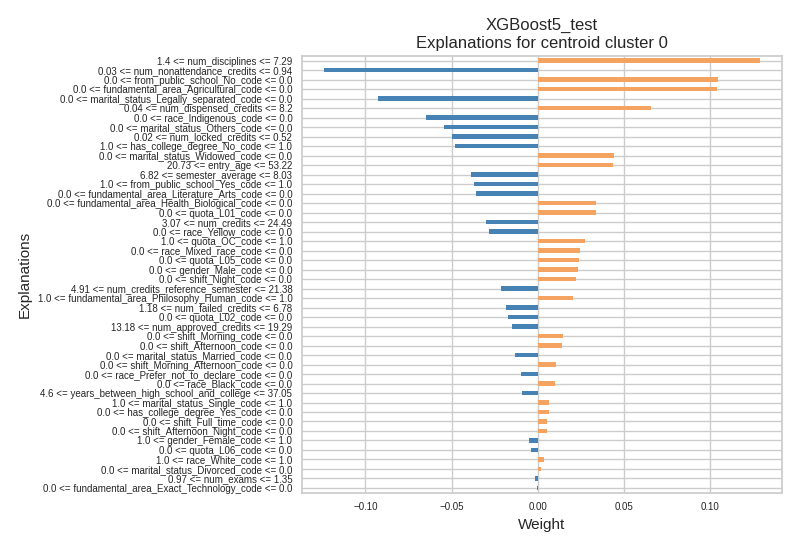 XGBoost5_test
Explanations for centroid cluster 0
1.4 <= num_disciplines <= 7.29
0.03 <= num_nonattendance_credits <= 0.94
0.0 <= from_public_school_No_code <= 0.0
0.0 <= fundamental_area_Agricultural_code <= 0.0
0.0 <= marital_status_Legally_separated_code <= 0.0
0.04 <= num_dispensed_credits <= 8.2
0.0 <= race_Indigenous_code <= 0.0
0.0 <= marital_status_Others_code <= 0.0
0.02 <= num_locked_credits <= 0.52
1.0 <= has_college_degree_No_code <= 1.0
0.0 <= marital_status_Widowed_code <= 0.0
20.73 <= entry_age <= 53.22
6.82 <= semester_average <= 8.03
1.0 <= from_public_school_Yes_code <= 1.0
0.0 <= fundamental_area_Literature_Arts_code <= 0.0
0.0 <= fundamental_area_Health_Biological_code <= 0.0
0.0 <= quota_L01_code <= 0.0
3.07 <= num_credits <= 24.49
0.0 <= race_Yellow_code <= 0.0
1.0 <= quota_OC_code <= 1.0
0.0 <= race_Mixed_race_code <= 0.0
0.0 <= quota_L05_code <= 0.0
0.0 <= gender_Male_code <= 0.0
0.0 <= shift_Night_code <= 0.0
4.91 <= num_credits_reference_semester <= 21.38
1.0 <= fundamental_area_Philosophy_Human_code <= 1.0
1.18 <= num_failed_credits <= 6.78
0.0 <= quota_L02_code <= 0.0
13.18 <= num_approved_credits <= 19.29
0.0 <= shift_Morning_code <= 0.0
0.0 <= shift_Afternoon_code <= 0.0
0.0 <= marital_status_Married_code <= 0.0
0.0 <= shift_Morning_Afternoon_code <= 0.0
0.0 <= race_Prefer_not_to_declare_code <= 0.0
0.0 <= race_Black_code <= 0.0
4.6 <= years_between_high_school_and_college <= 37.05
1.0 <= marital_status_Single_code <= 1.0
0.0 <= has_college_degree_Yes_code <= 0.0
0.0 <= shift_Full_time_code <= 0.0
0.0 <= shift_Afternoon_Night_code <= 0.0
1.0 <= gender_Female_code <= 1.0
0.0 <= quota_L06_code <= 0.0
1.0 <= race_White_code <= 1.0
0.0 <= marital_status_Divorced_code <= 0.0
0.97 <= num_exams <= 1.35
0.0 <= fundamental_area_Exact_Technology_code <= 0.0
Explanations
−0.10 −0.05 0.00 0.05 0.10
Weight